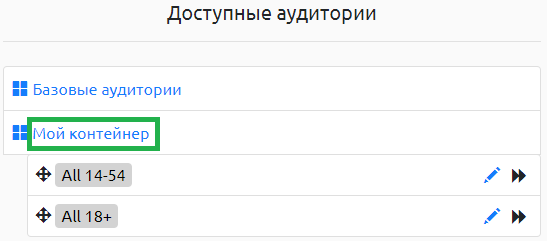 Доступные аудитории
Базовые аудитории
Мой контейнер
All 14-54
All 18+